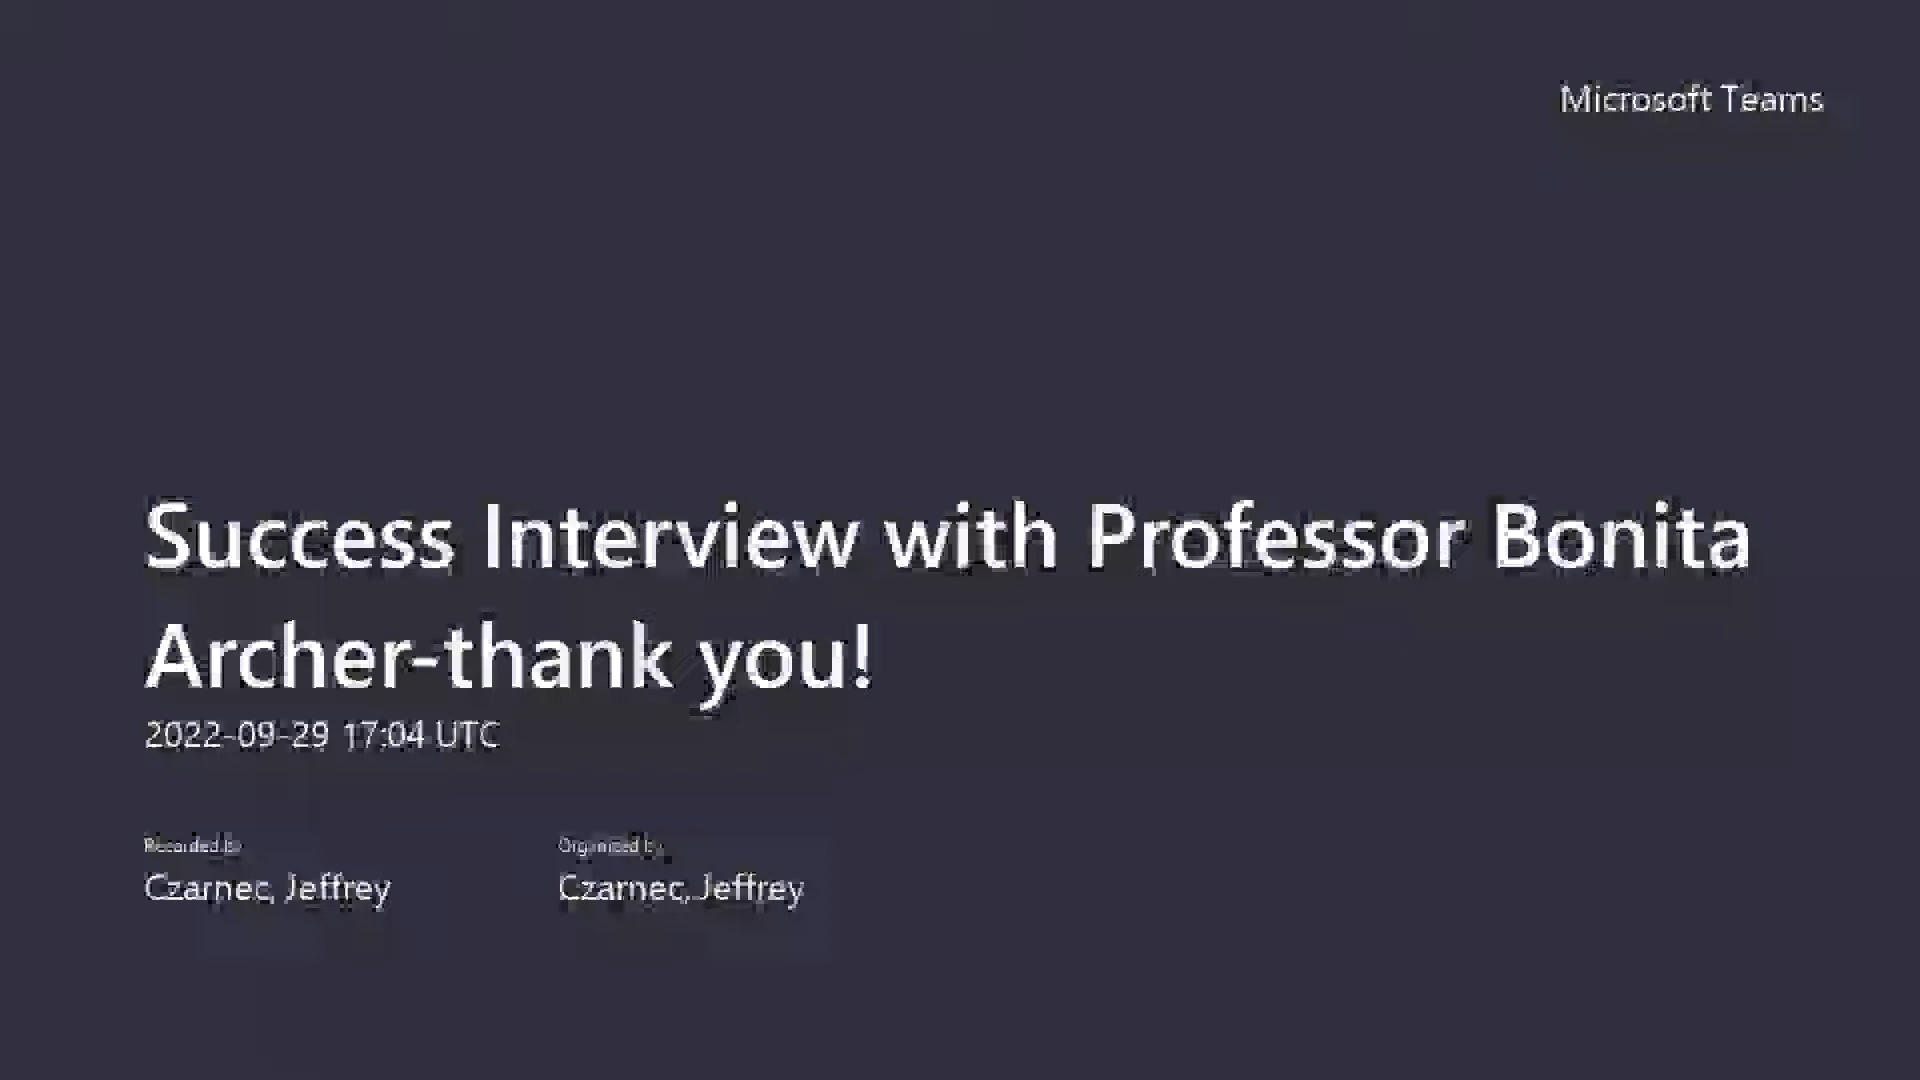 Microsoft Teams
Success Interview with Professor Bonita
Archer-thank you!
2022-09-29 17:04 UTC
Recorded by
Organized by
Czarnec, Jeffrey
Czarnec, Jeffrey